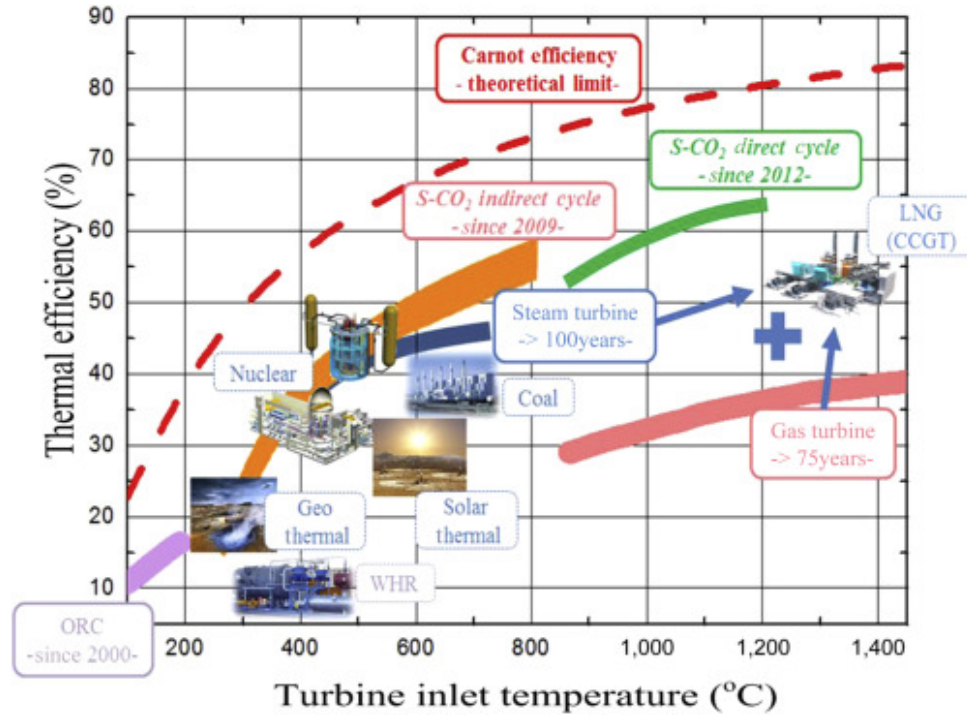 90
80
70
60
50
40
30
20
10
Thermal efficiency (%)
Carnot efficiency
- theoretical limit-
S-CO₂ direct cycle
-since 2012-
S-CO₂ indirect cycle
-since 2009-
LNG
(CCGT)
Steam turbine
-> 100years-
Nuclear
Coal
Gas turbine
-> 75years-
Geo
thermal
Solar
thermal
WHR
ORC
-since 2000-
200 400 600 800 1,000 1,200 1,400
Turbine inlet temperature (°C)